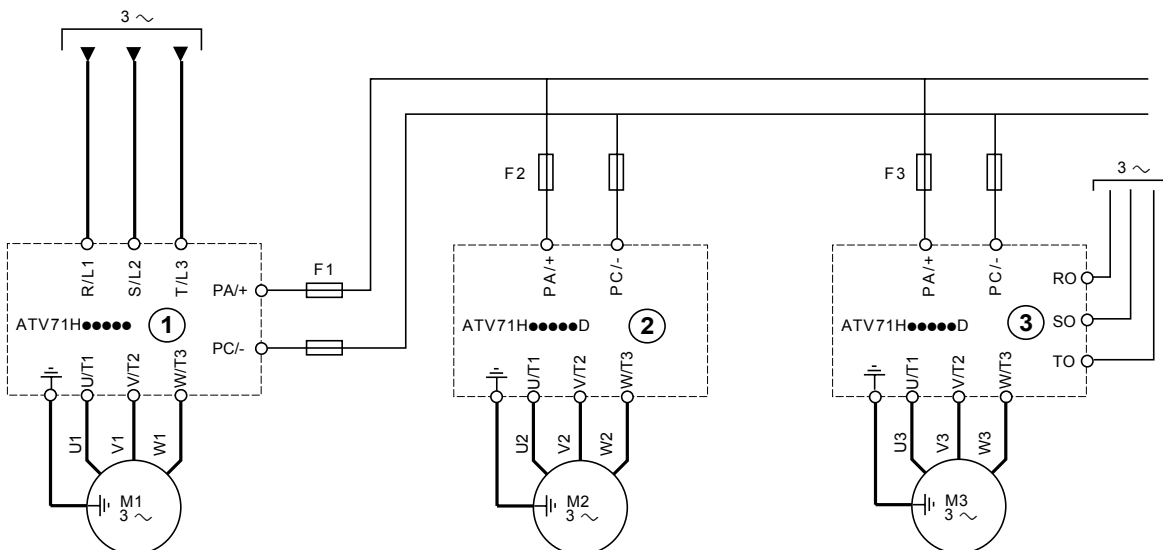 3 ~
F2
F3
3 ~
R/L1
S/L2
T/L3
PA/+
F1
PA/+
PC/-
PA/+
PC/-
RO
ATV71H●●●●●
1
ATV71H●●●●●D
2
ATV71H●●●●●D
3
SO
PC/-
TO
U/T1
V/T2
W/T3
U/T1
V/T2
W/T3
U/T1
V/T2
W/T3
U1
V1
W1
U2
V2
W2
U3
V3
W3
M1
3 ~
M2
3 ~
M3
3 ~